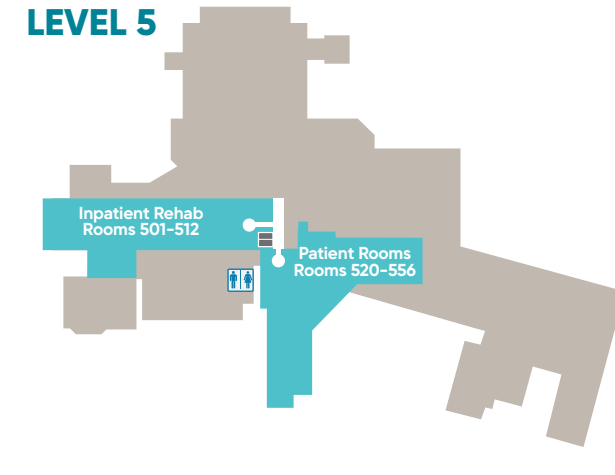 LEVEL 5
Inpatient Rehab
Rooms 501-512
Patient Rooms
Rooms 520-556